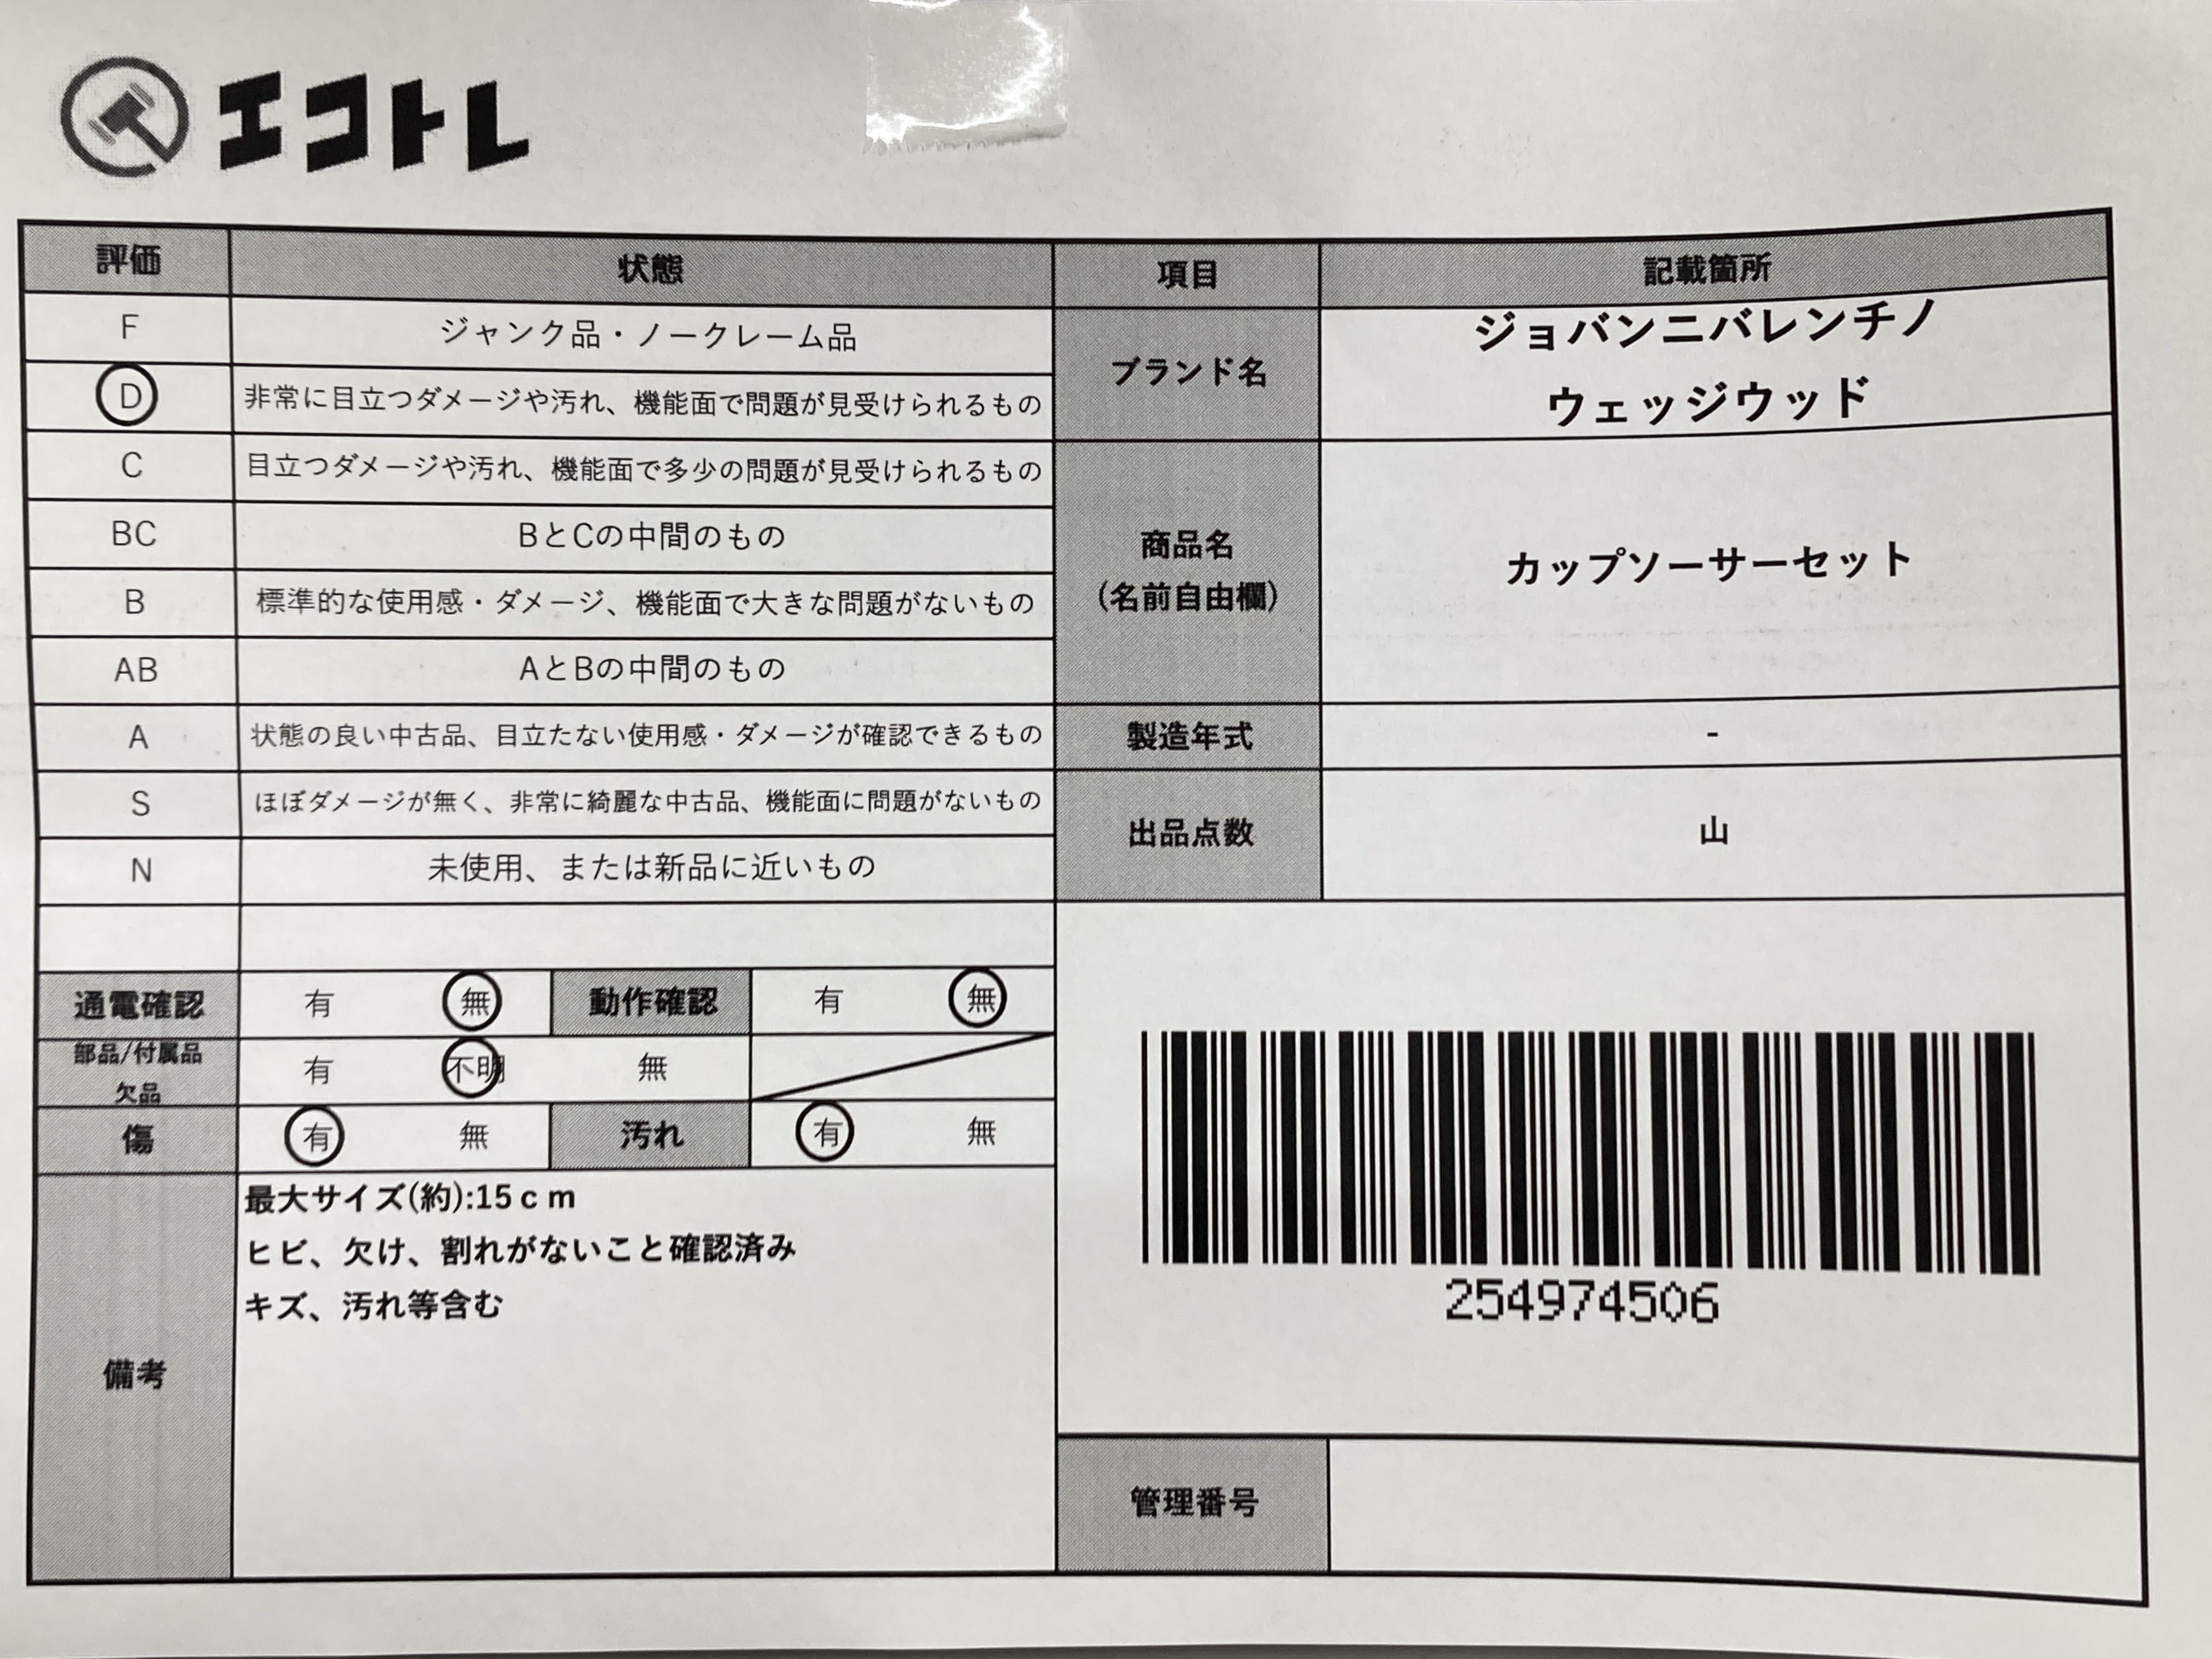 エコトレ
評価 状態 項目 記載箇所
F ジャンク品・ノークレーム品
D 非常に目立つダメージや汚れ、機能面で問題が見受けられるもの
C 目立つダメージや汚れ、機能面で多少の問題が見受けられるもの
BC BとCの中間のもの
B 標準的な使用感・ダメージ、機能面で大きな問題がないもの
AB AとBの中間のもの
A 状態の良い中古品、目立たない使用感・ダメージが確認できるもの
S ほぼダメージが無く、非常に綺麗な中古品、機能面に問題がないもの
N 未使用、または新品に近いもの
通電確認 有 無 動作確認 有 無
部品/付属品
欠品
有 不明 無
傷 有 無 汚れ 有 無
備考
最大サイズ(約):15ｃｍ
ヒビ、欠け、割れがないこと確認済み
キズ、汚れ等含む
ブランド名
ジョバンニバレンチノ
ウェッジウッド
商品名
(名前自由欄)
カップソーサーセット
製造年式 -
出品点数 山
254974506
管理番号